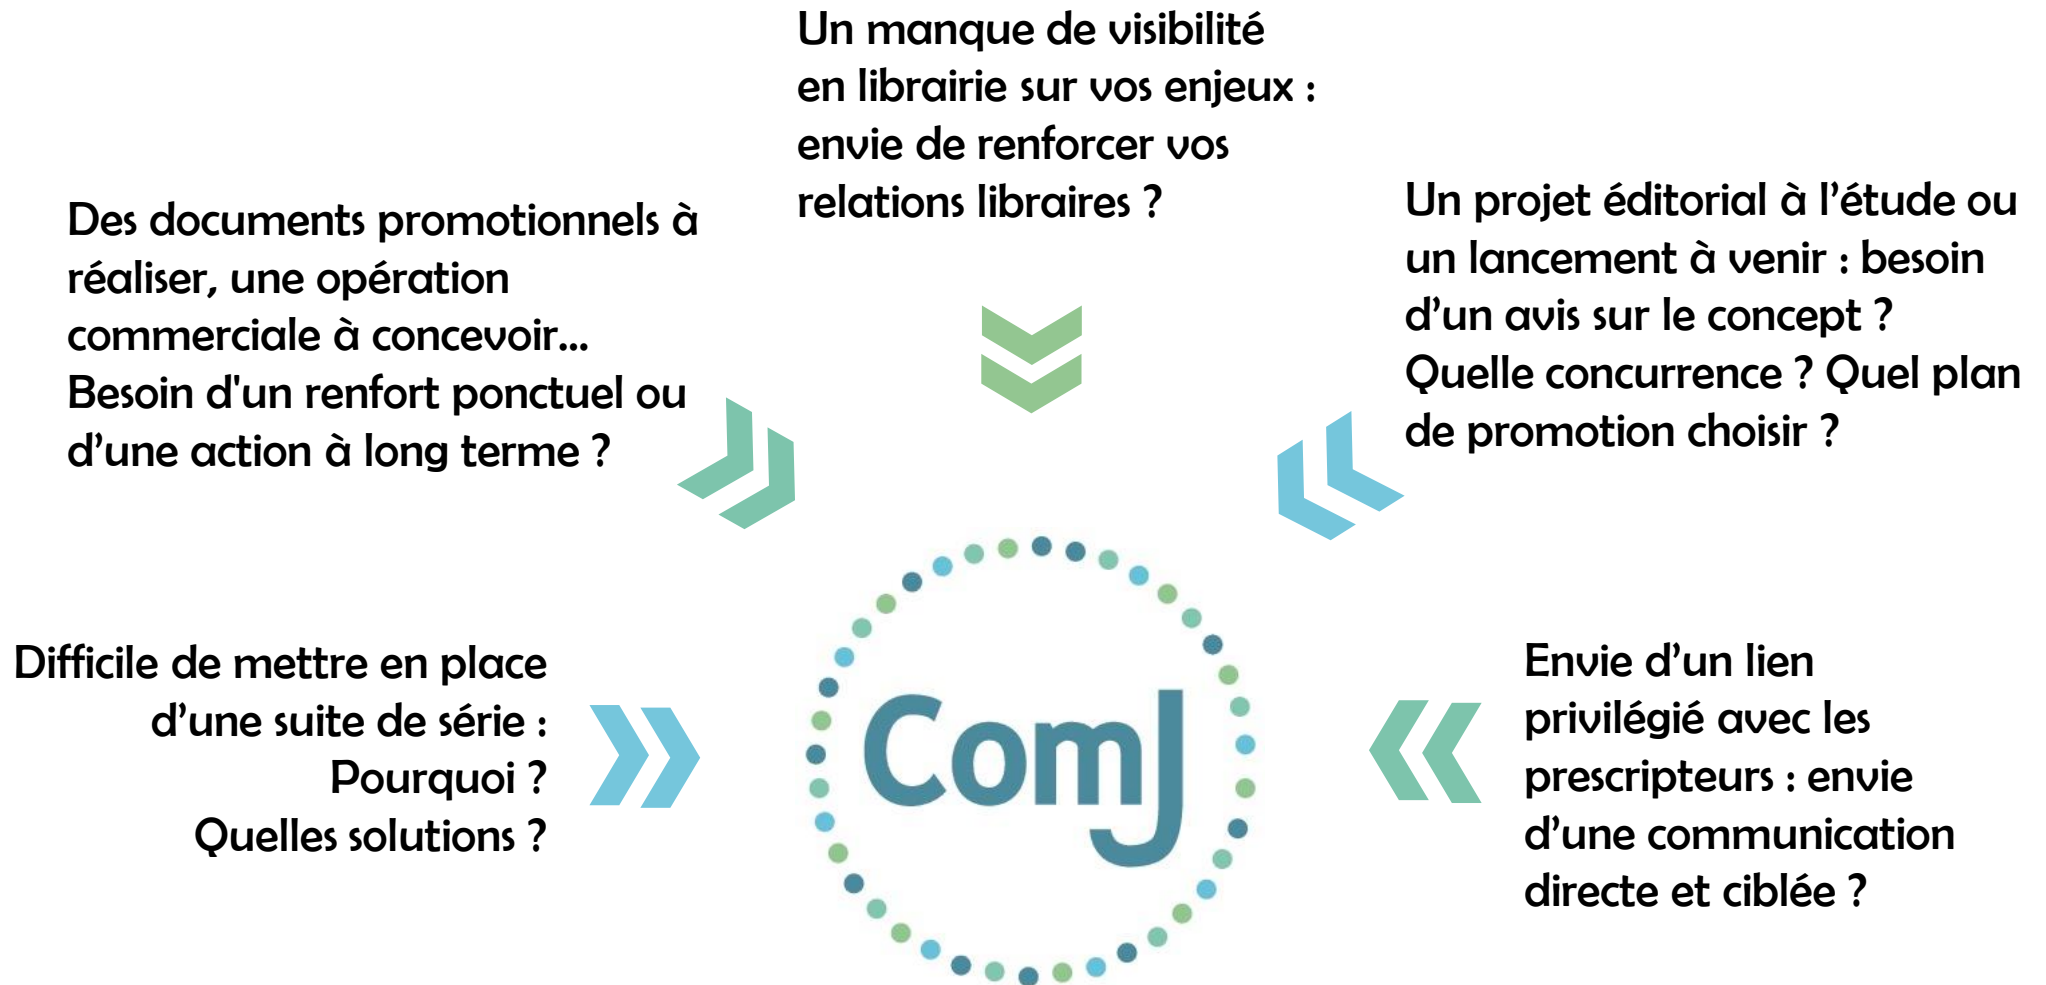 Un manque de visibilité
en librairie sur vos enjeux :
envie de renforcer vos
relations libraires ?
Des documents promotionnels à
réaliser, une opération
commerciale à concevoir...
Besoin d'un renfort ponctuel ou
d’une action à long terme ?
Un projet éditorial à l’étude ou
un lancement à venir : besoin
d’un avis sur le concept ?
Quelle concurrence ? Quel plan
de promotion choisir ?
Difficile de mettre en place
d’une suite de série :
Pourquoi ?
Quelles solutions ?
ComJ
Envie d’un lien
privilégié avec les
prescripteurs : envie
d’une communication
directe et ciblée ?